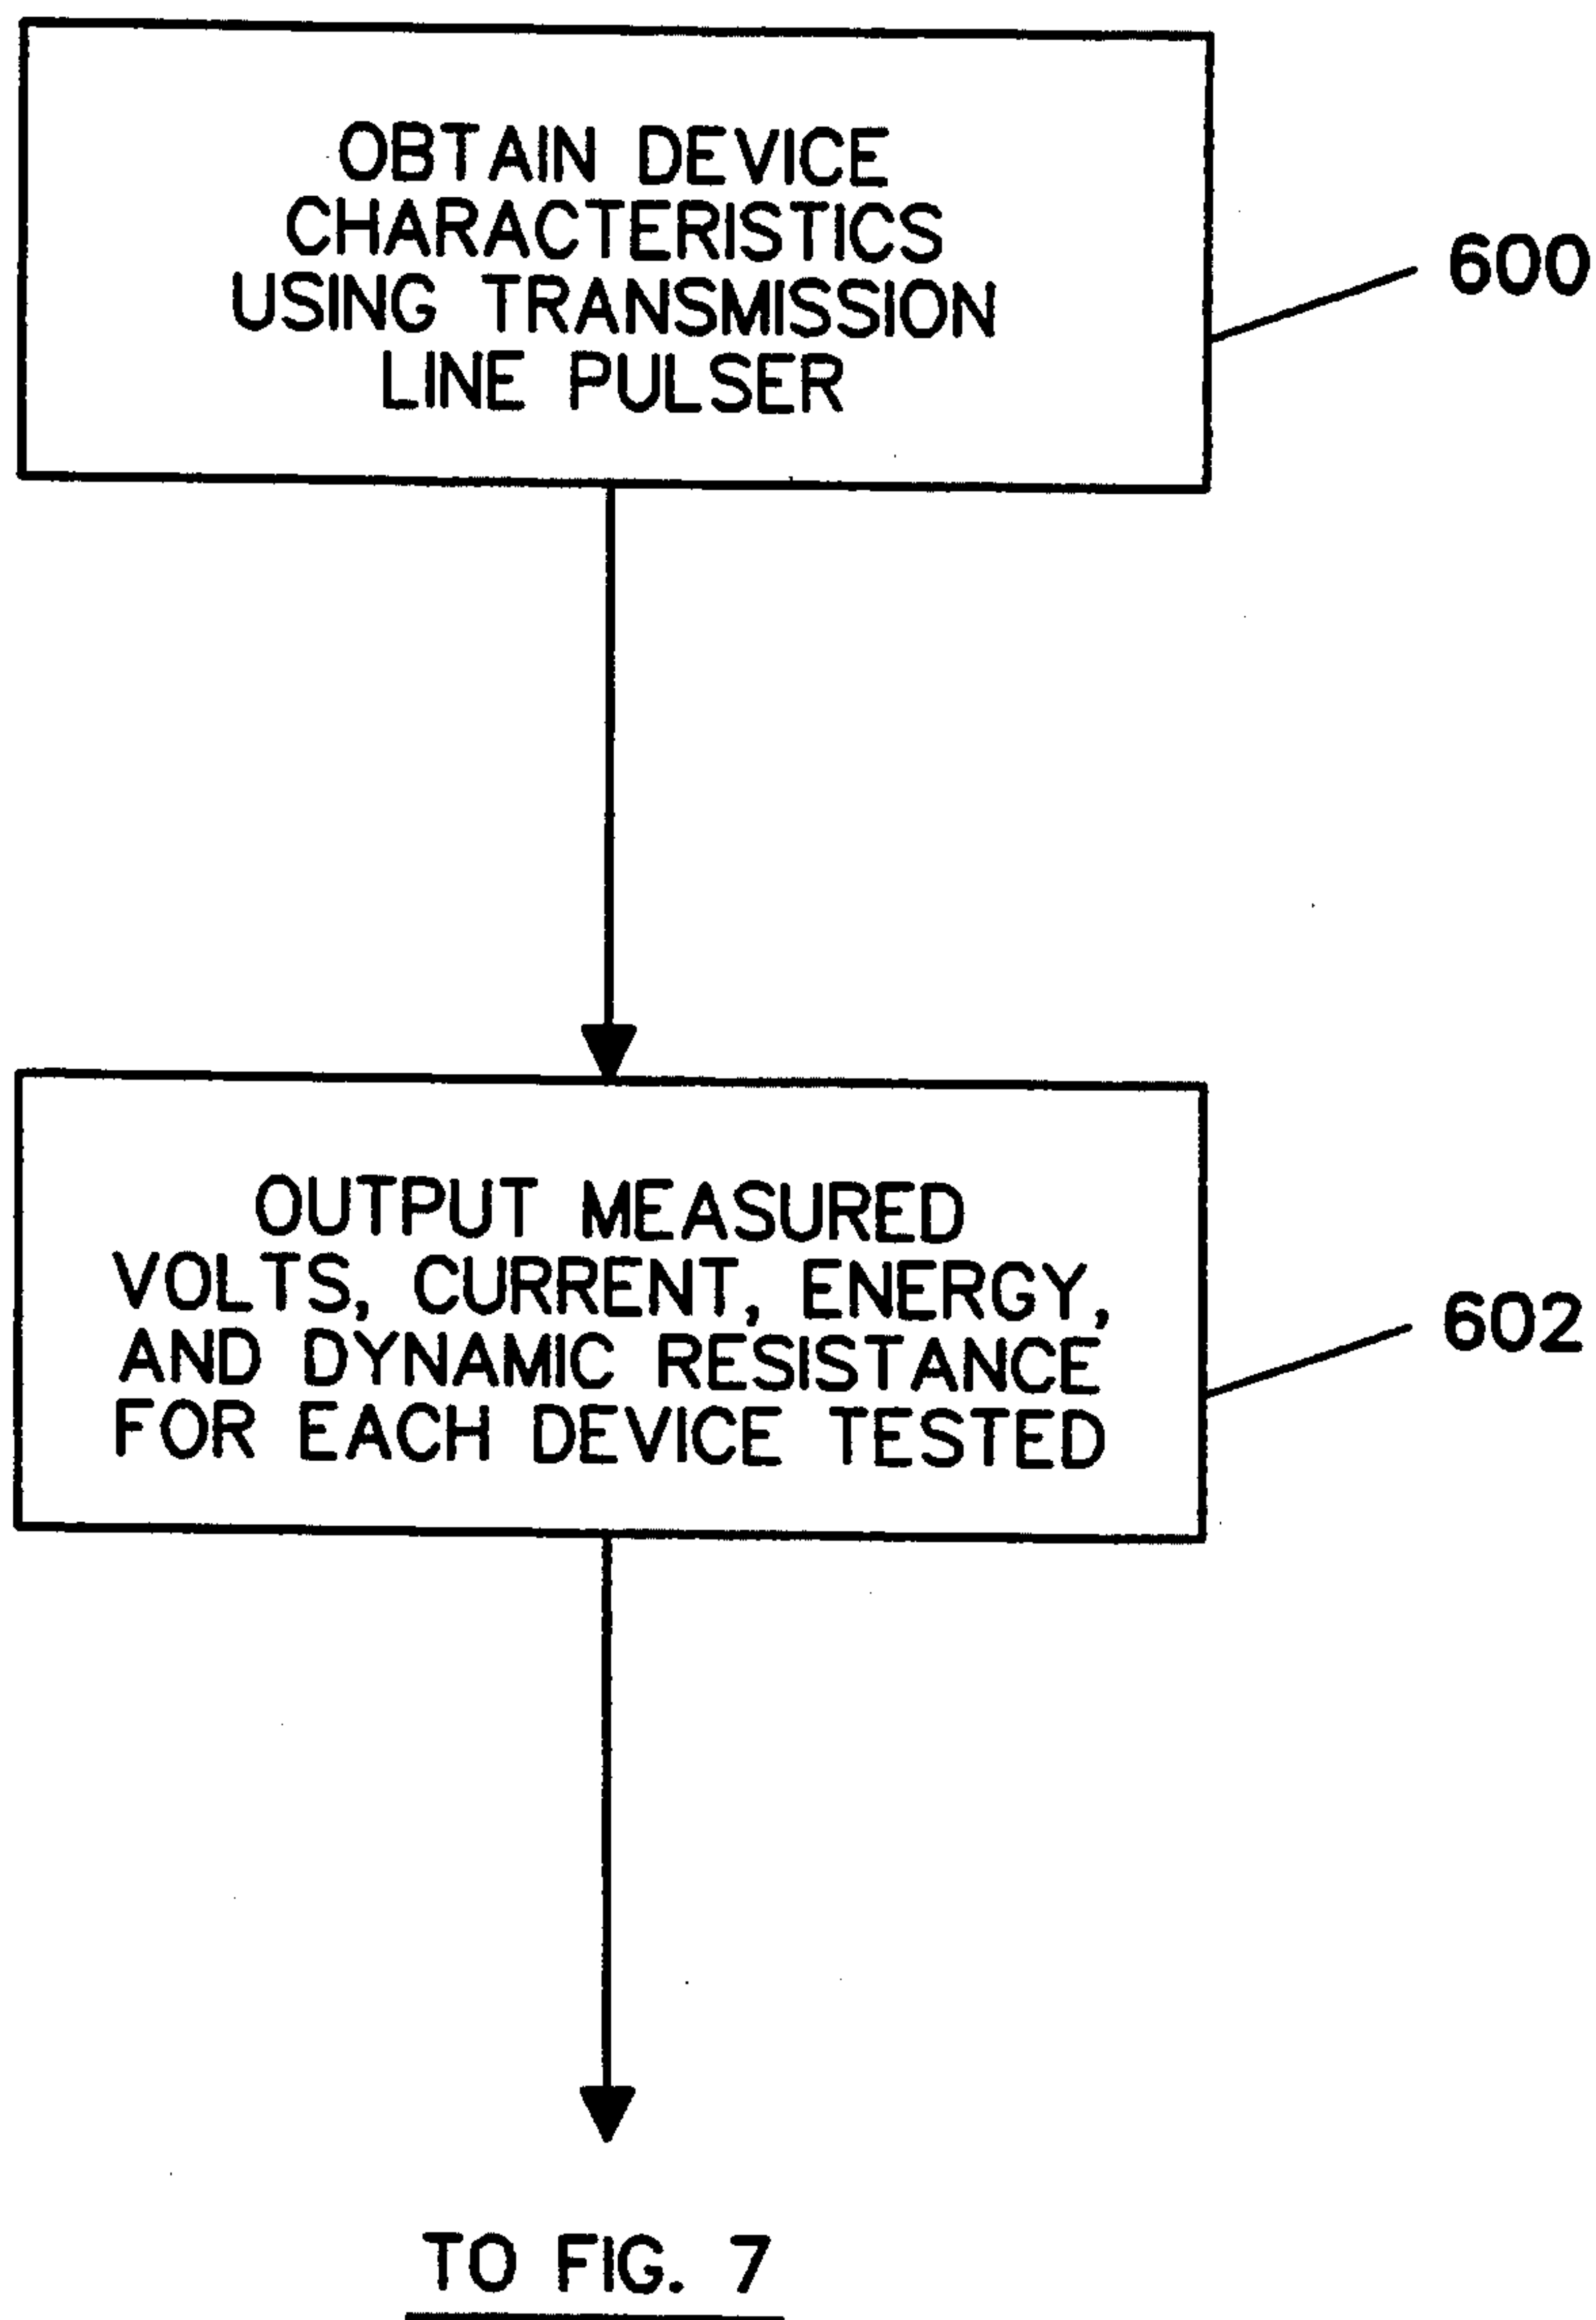 OBTAIN DEVICE
CHARACTERISTICS
USING TRANSMISSION
LINE PULSER
600
OUTPUT MEASURED
VOLTS, CURRENT, ENERGY,
AND DYNAMIC RESISTANCE
FOR EACH DEVICE TESTED
602
TO FIG. 7